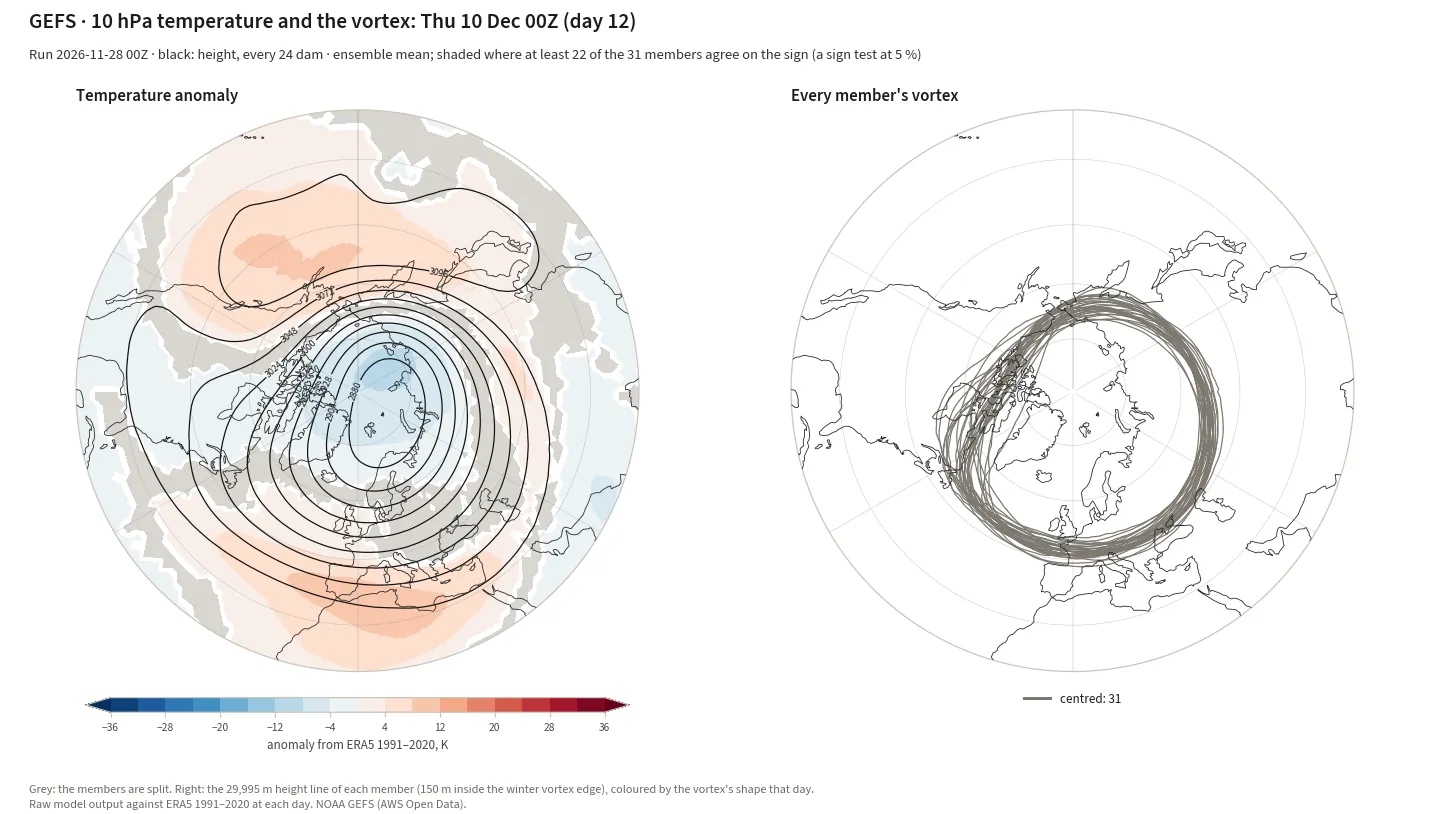 GEFS · 10 hPa temperature and the vortex: Thu 10 Dec 00Z (day 12)
Run 2026-11-28 00Z · black: height, every 24 dam · ensemble mean; shaded where at least 22 of the 31 members agree on the sign (a sign test at 5 %)
Temperature anomaly
Every member's vortex
3048
3024
3000
2880
−36 −28 −20 −12 −4 4 12 20 28 36
anomaly from ERA5 1991–2020, K
centred: 31
Grey: the members are split. Right: the 29,995 m height line of each member (150 m inside the winter vortex edge), coloured by the vortex's shape that day.
Raw model output against ERA5 1991–2020 at each day. NOAA GEFS (AWS Open Data).